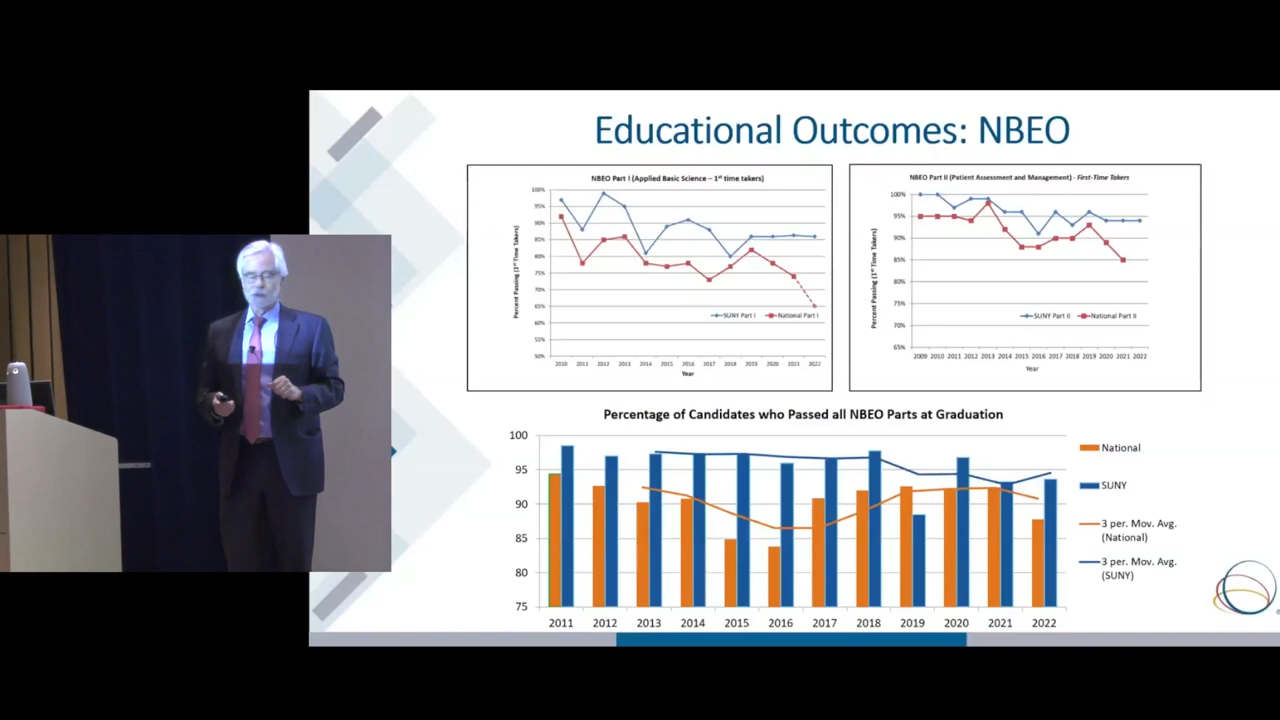 Educational Outcomes: NBEO
NBEO Part I (Applied Basic Science – 1st time takers)
100%
95%
90%
85%
80%
75%
70%
65%
60%
55%
50%
Percent Passing (1st Time Takers)
SUNY Part I
National Part I
2010 2011 2012 2013 2014 2015 2016 2017 2018 2019 2020 2021 2022
Year
NBEO Part II (Patient Assessment and Management) - First-Time Takers
100%
95%
90%
85%
80%
75%
70%
65%
Percent Passing (1st Time Takers)
SUNY Part II
National Part II
2009 2010 2011 2012 2013 2014 2015 2016 2017 2018 2019 2020 2021 2022
Year
Percentage of Candidates who Passed all NBEO Parts at Graduation
100
95
90
85
80
75
2011 2012 2013 2014 2015 2016 2017 2018 2019 2020 2021 2022
National
SUNY
3 per. Mov. Avg.
(National)
3 per. Mov. Avg.
(SUNY)